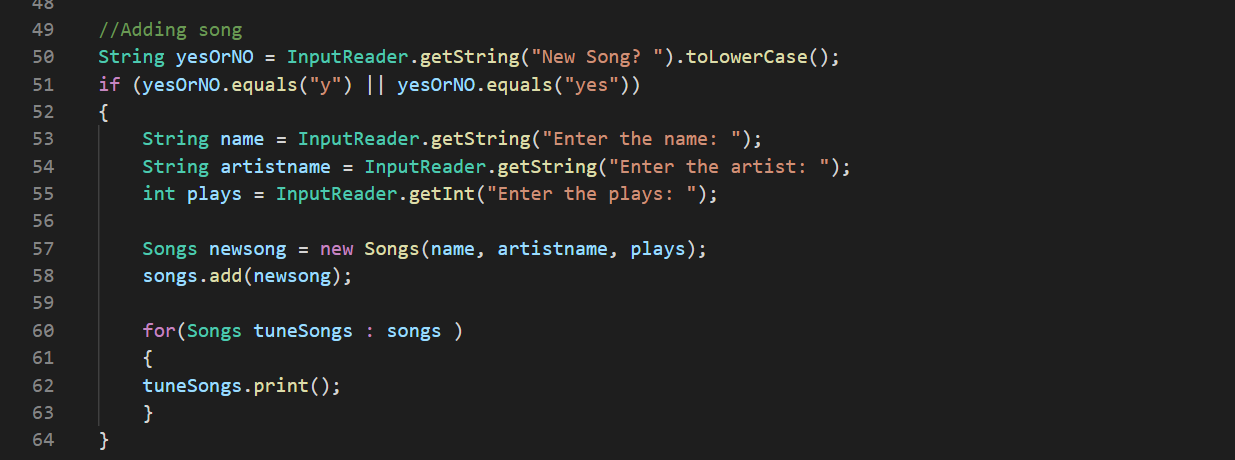 48
49 //Adding song
50 String yesOrNO = InputReader.getString("New Song? ").toLowerCase();
51 if (yesOrNO.equals("y") || yesOrNO.equals("yes"))
52 {
53 String name = InputReader.getString("Enter the name: ");
54 String artistname = InputReader.getString("Enter the artist: ");
55 int plays = InputReader.getInt("Enter the plays: ");
56
57 Songs newsong = new Songs(name, artistname, plays);
58 songs.add(newsong);
59
60 for(Songs tuneSongs : songs )
61 {
62 tuneSongs.print();
63 }
64 }